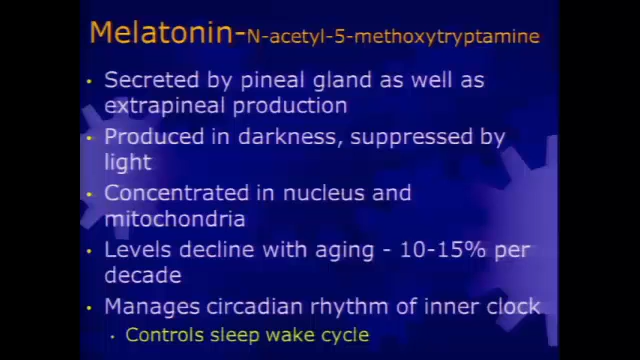 Melatonin-N-acetyl-5-methoxytryptamine
• Secreted by pineal gland as well as
extrapineal production
• Produced in darkness, suppressed by
light
• Concentrated in nucleus and
mitochondria
• Levels decline with aging - 10-15% per
decade
• Manages circadian rhythm of inner clock
• Controls sleep wake cycle